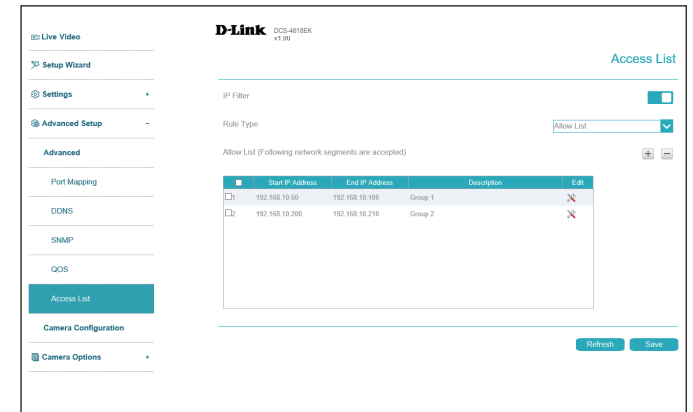 D-Link DCS-4618EK
v1.00
Live Video
Setup Wizard
Settings +
Advanced Setup -
Advanced
Port Mapping
DDNS
SNMP
QOS
Access List
Camera Configuration
Camera Options +
Access List
IP Filter
Rule Type Allow List
Allow List (Following network segments are accepted) + -
Start IP Address End IP Address Description Edit
1 192.168.10.50 192.168.10.100 Group 1
2 192.168.10.200 192.168.10.210 Group 2
Refresh Save